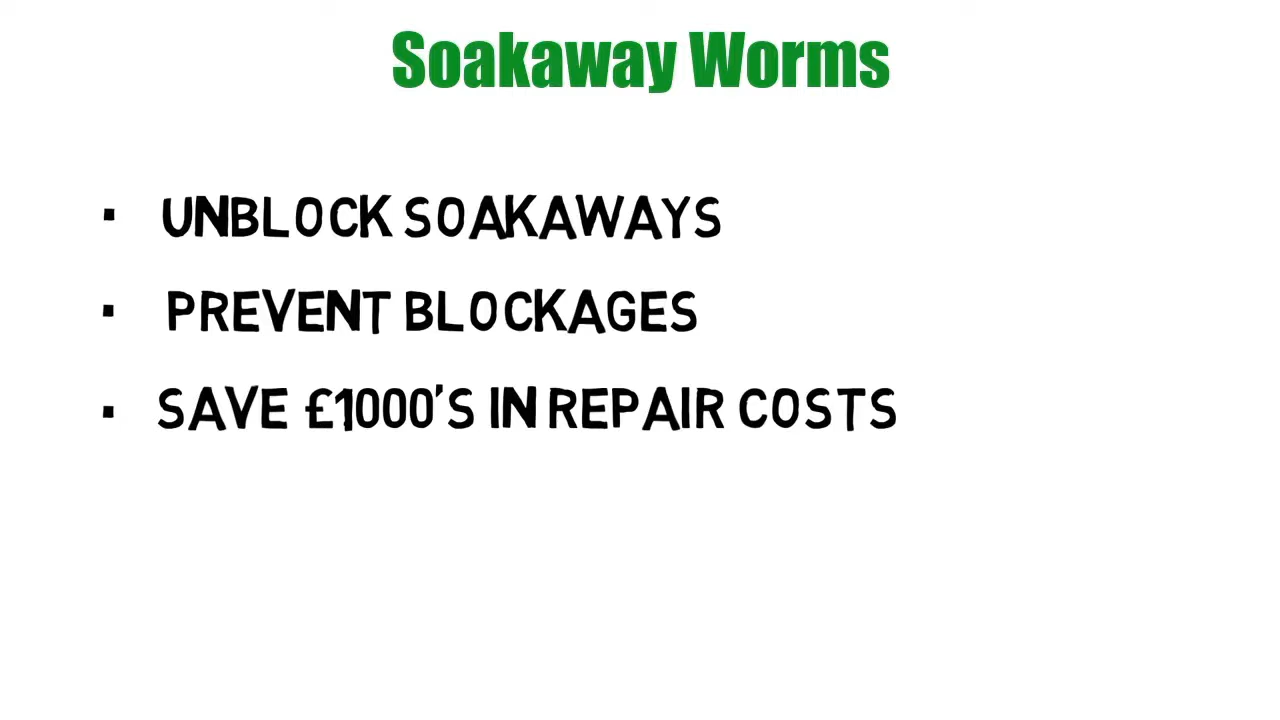 Soakaway Worms
▪ UNBLOCK SOAKAWAYS
▪ PREVENT BLOCKAGES
▪ SAVE £1000'S IN REPAIR COSTS